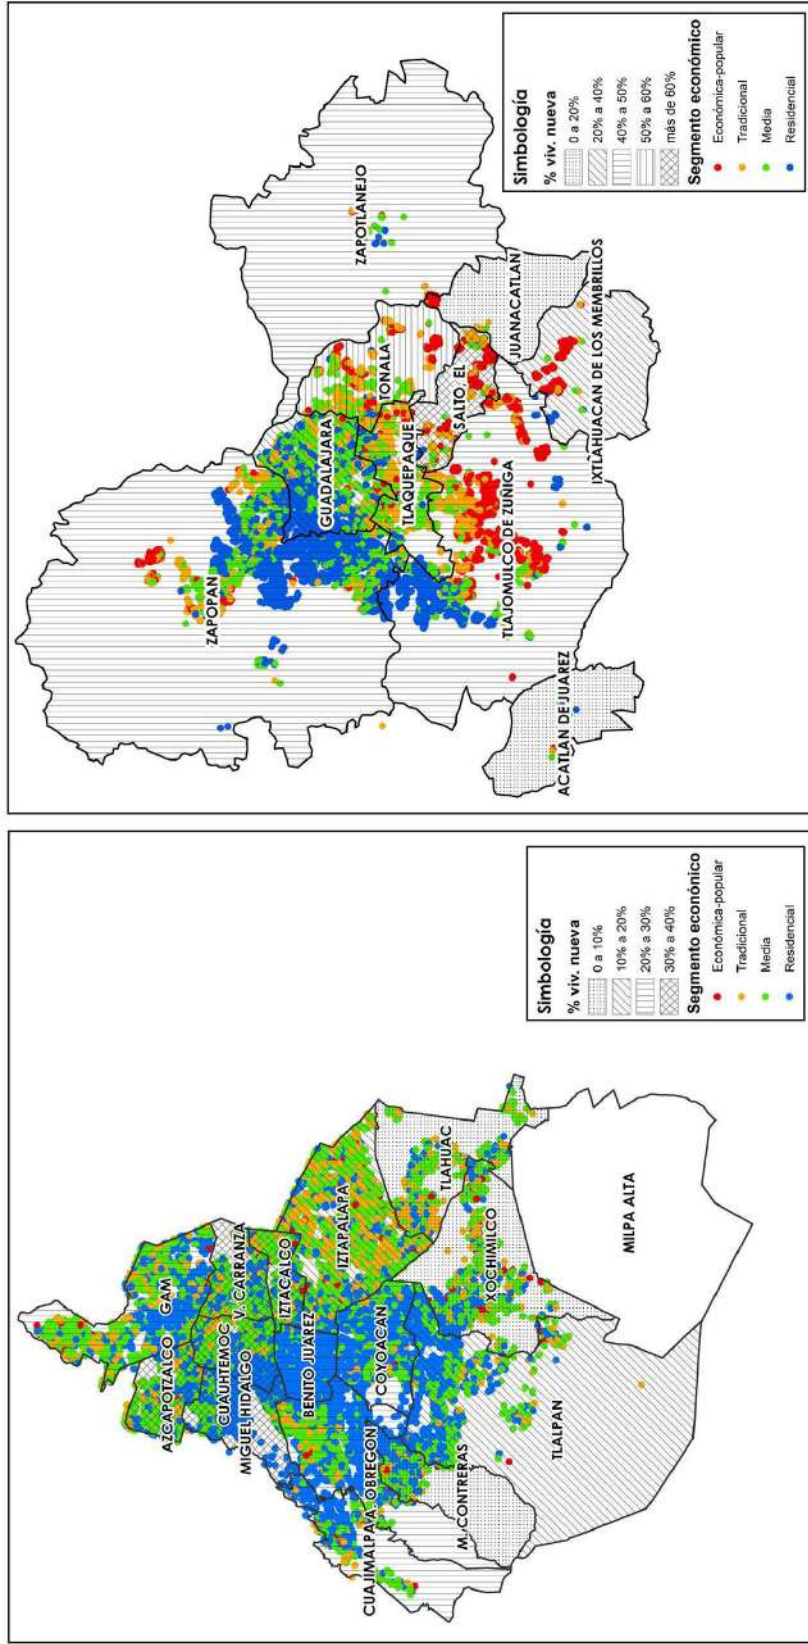 AZCAPOTZALCO
GAM
CUAUHTEMOC
MIGUEL HIDALGO
V. CARRANZA
IZTACALCO
BENITO JUAREZ
IZTAPALAPA
COYOACAN
CUAJIMALPA
A. OBREGON
TLAHUAC
XOCHIMILCO
M. CONTRERAS
TLALPAN
MILPA ALTA
Simbología
% viv. nueva
0 a 10%
10% a 20%
20% a 30%
30% a 40%
Segmento económico
Económica-popular
Tradicional
Media
Residencial
ZAPOPAN
ZAPOTLANEJO
GUADALAJARA
TONALA
TLAQUEPAQUE
SALTO, EL
JUANACATLAN
TLAJOMULCO DE ZUÑIGA
IXTLAHUACAN DE LOS MEMBRILLOS
ACATLAN DE JUAREZ
Simbología
% viv. nueva
0 a 20%
20% a 40%
40% a 50%
50% a 60%
más de 60%
Segmento económico
Económica-popular
Tradicional
Media
Residencial